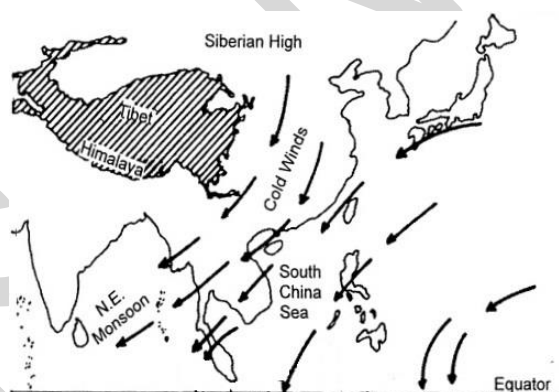 Siberian High
Tibet
Himalaya
Cold Winds
N.E.
Monsoon
South
China
Sea
Equator